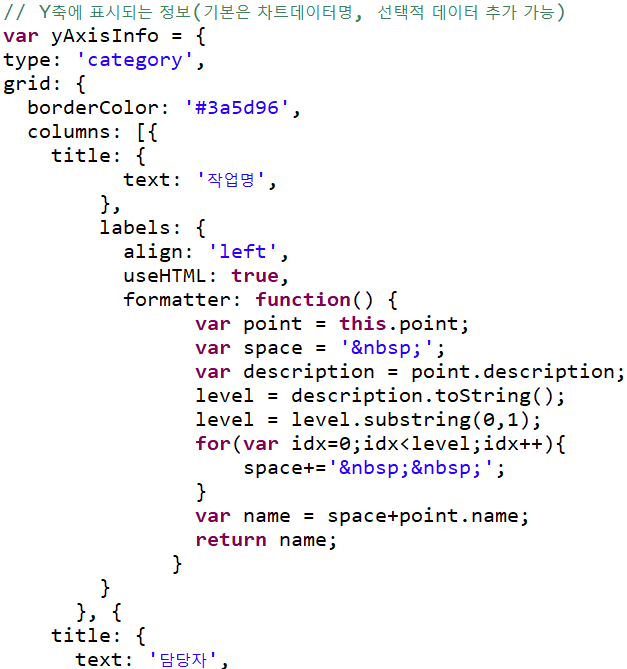 // Y축에 표시되는 정보(기본은 차트데이터명, 선택적 데이터 추가 가능)
var yAxisInfo = {
type: 'category',
grid: {
  borderColor: '#3a5d96',
  columns: [{
    title: {
          text: '작업명',
        },
        labels: {
          align: 'left',
          useHTML: true,
          formatter: function() {
                var point = this.point;
                var space = '&nbsp;';
                var description = point.description;
                level = description.toString();
                level = level.substring(0,1);
                for(var idx=0;idx<level;idx++){
                    space+='&nbsp;&nbsp;';
                }
                var name = space+point.name;
                return name;
              }
        }
      }, {
    title: {
      text: '담당자',